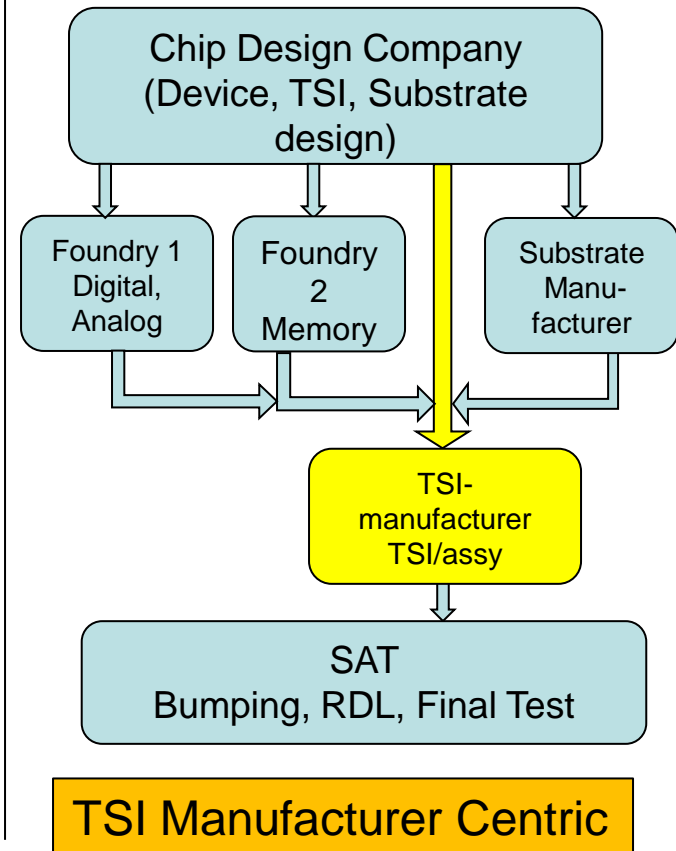 Chip Design Company
(Device, TSI, Substrate
design)
Foundry 1
Digital,
Analog
Foundry
2
Memory
Substrate
Manu-
facturer
TSI-
manufacturer
TSI/assy
SAT
Bumping, RDL, Final Test
TSI Manufacturer Centric